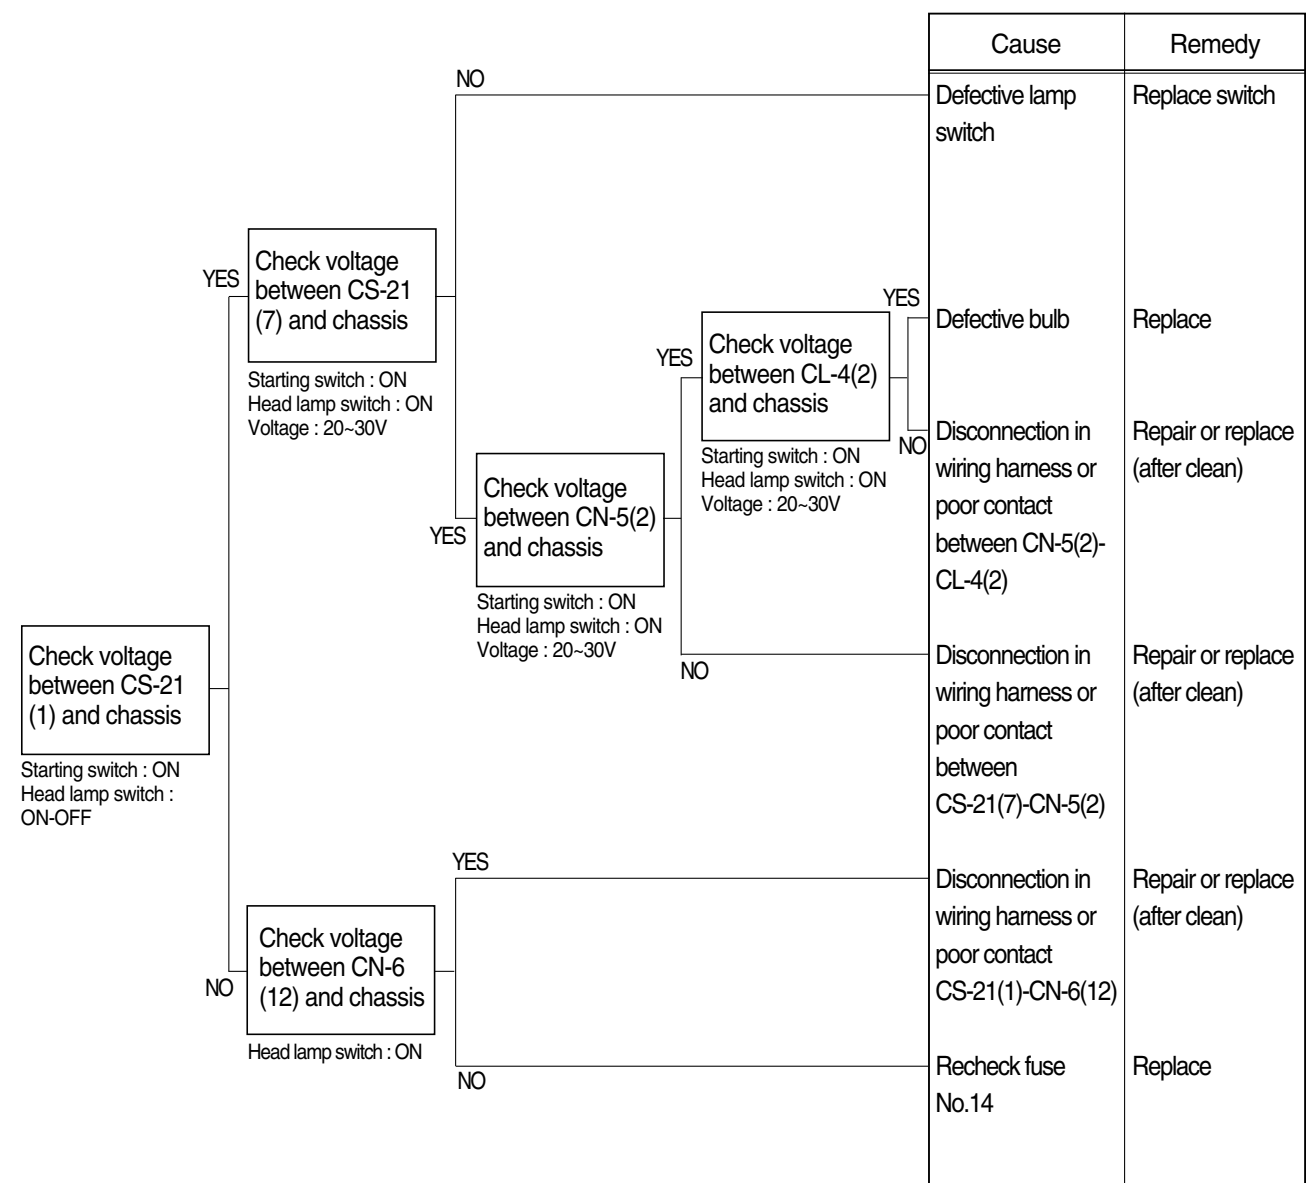 Cause
Remedy
NO
Defective lamp
switch
Replace switch
YES
Check voltage
between CS-21
(7) and chassis
Starting switch : ON
Head lamp switch : ON
Voltage : 20~30V
YES
Check voltage
between CL-4(2)
and chassis
Starting switch : ON
Head lamp switch : ON
Voltage : 20~30V
YES
Defective bulb
Replace
NO
Disconnection in
wiring harness or
poor contact
between CN-5(2)-
CL-4(2)
Repair or replace
(after clean)
YES
Check voltage
between CN-5(2)
and chassis
Starting switch : ON
Head lamp switch : ON
Voltage : 20~30V
NO
Disconnection in
wiring harness or
poor contact
between
CS-21(7)-CN-5(2)
Repair or replace
(after clean)
Check voltage
between CS-21
(1) and chassis
Starting switch : ON
Head lamp switch :
ON-OFF
NO
Check voltage
between CN-6
(12) and chassis
Head lamp switch : ON
YES
Disconnection in
wiring harness or
poor contact
CS-21(1)-CN-6(12)
Repair or replace
(after clean)
NO
Recheck fuse
No.14
Replace